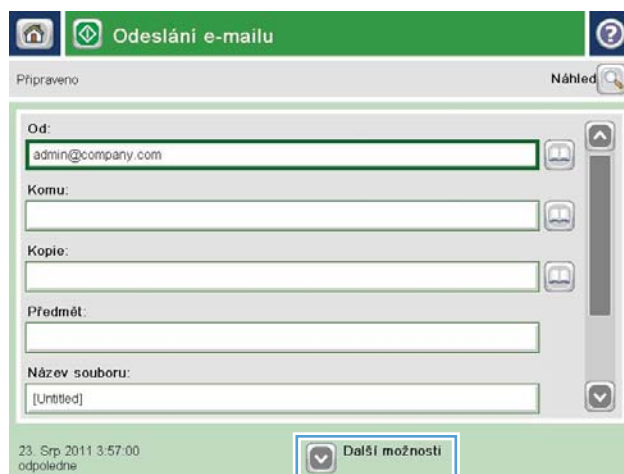 Odeslání e-mailu
Připraveno
Náhled
Od:
admin@company.com
Komu:
Kopie:
Předmět:
Název souboru:
[Untitled]
23. Srp 2011 3:57:00
odpoledne
Další možnosti